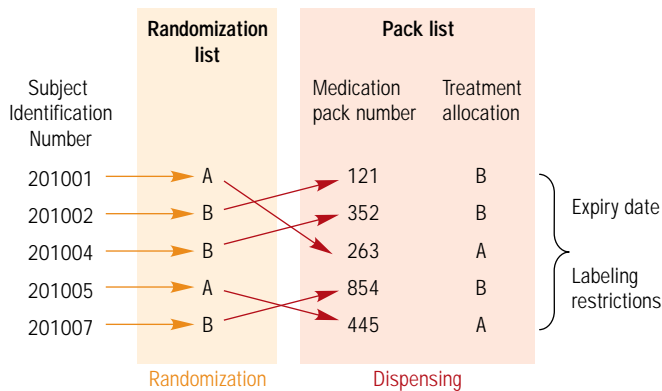 Randomization
list
Pack list
Subject
Identification
Number
Medication
pack number
Treatment
allocation
201001 A 121 B
201002 B 352 B
201004 B 263 A
201005 A 854 B
201007 B 445 A
Expiry date
Labeling
restrictions
Randomization
Dispensing